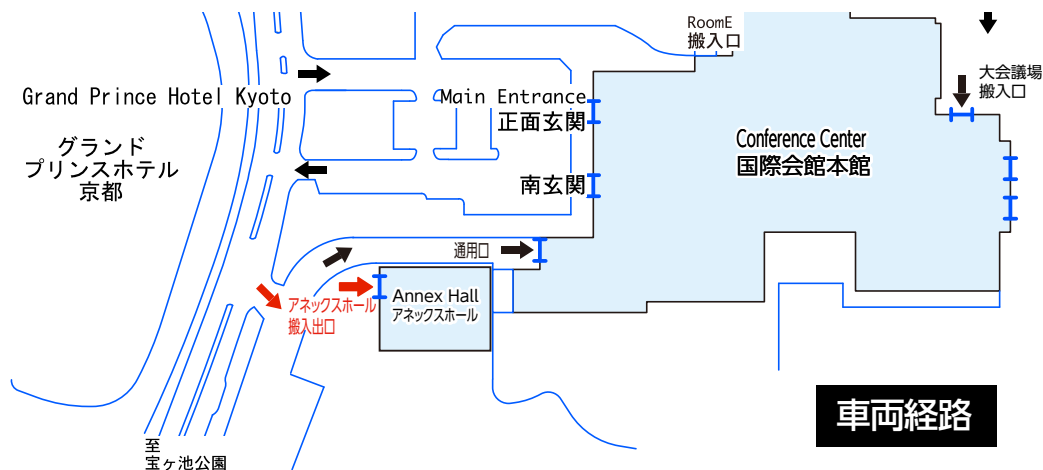 RoomE
搬入口
大会議場
搬入口
Grand Prince Hotel Kyoto
グランド
プリンスホテル
京都
Main Entrance
正面玄関
Conference Center
国際会館本館
南玄関
通用口
アネックスホール
搬入出口
Annex Hall
アネックスホール
車両経路
至
宝ヶ池公園